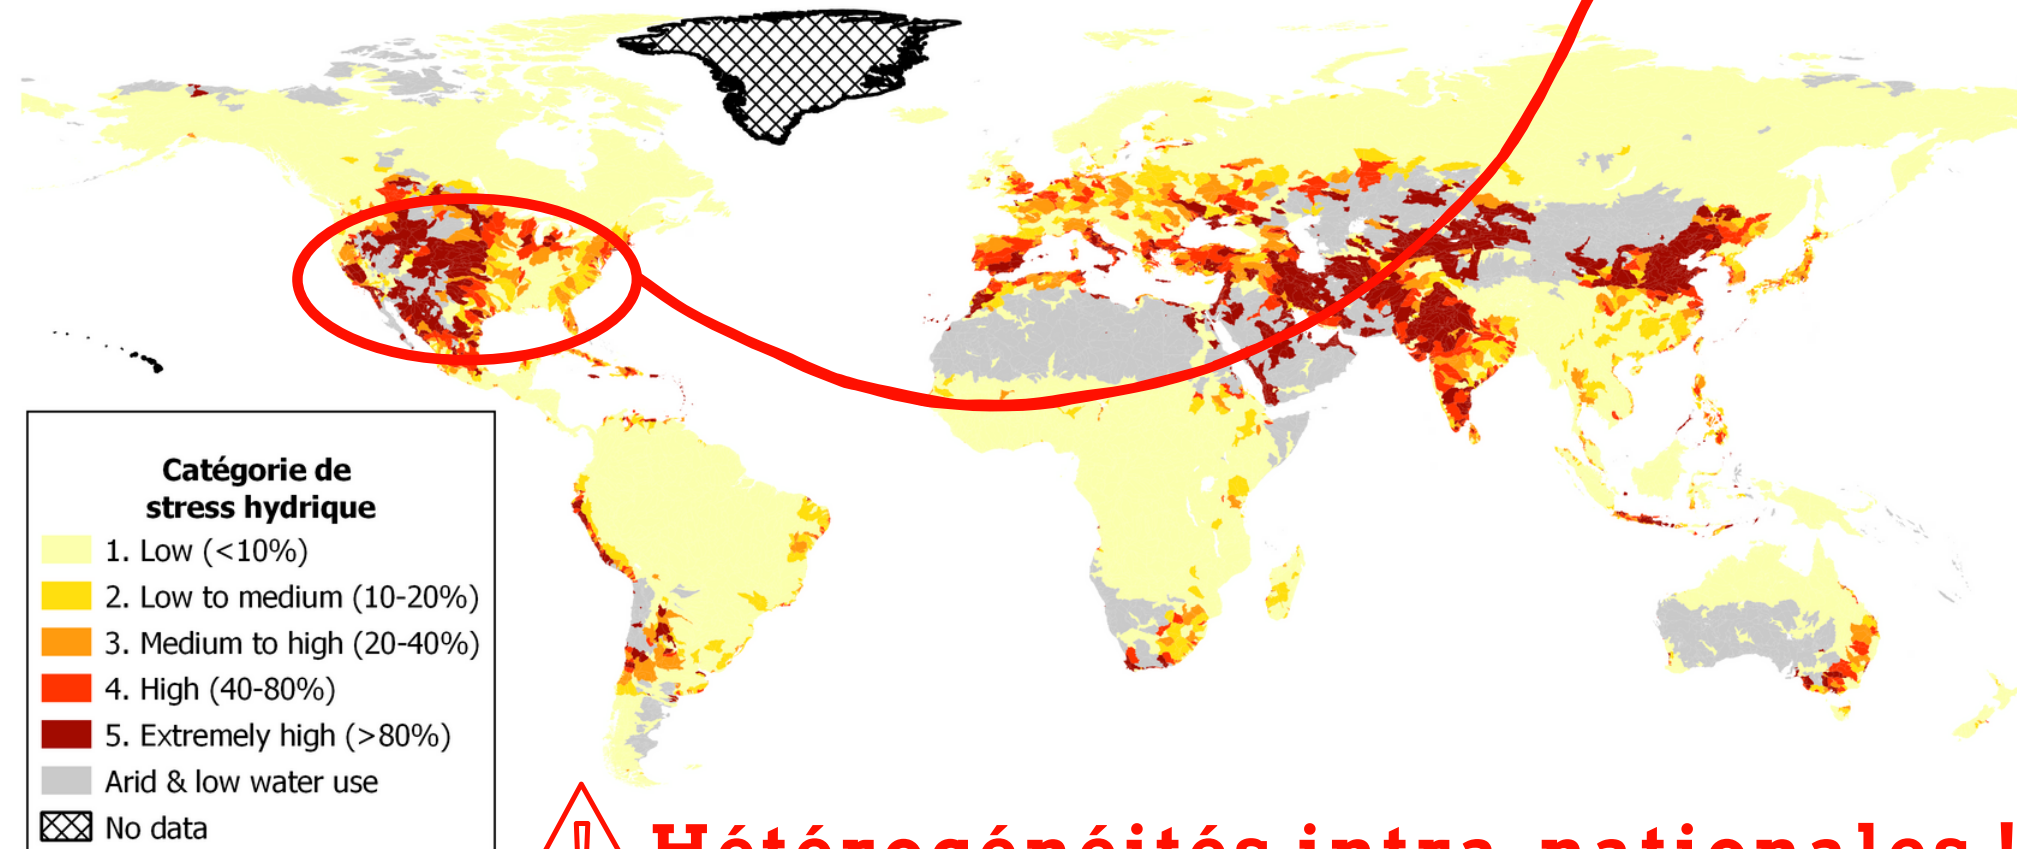 Catégorie de
stress hydrique
1. Low (<10%)
2. Low to medium (10-20%)
3. Medium to high (20-40%)
4. High (40-80%)
5. Extremely high (>80%)
Arid & low water use
No data
Hétérogénéités intra-nationales !